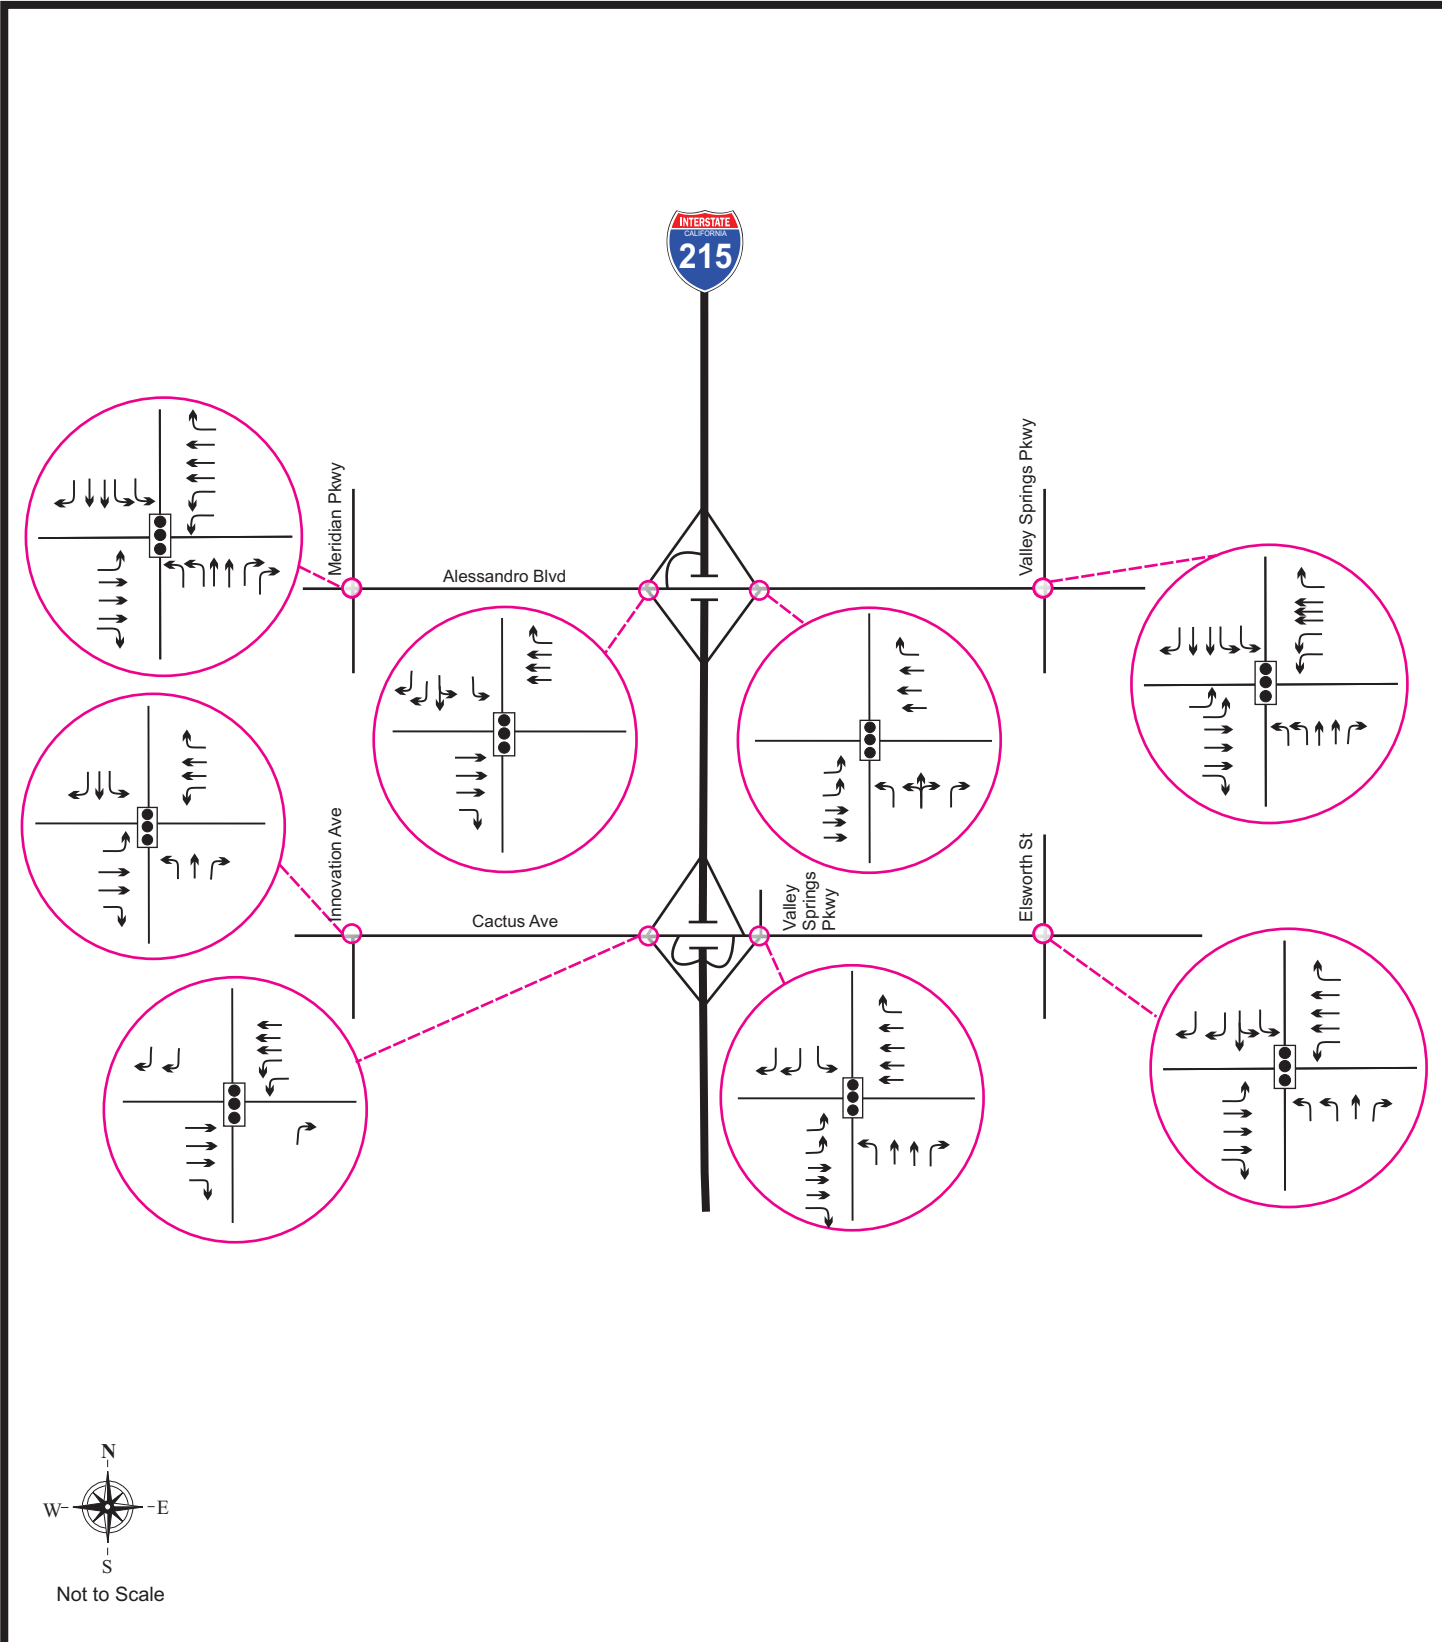 INTERSTATE
CALIFORNIA
215
Meridian Pkwy
Valley Springs Pkwy
Alessandro Blvd
Innovation Ave
Cactus Ave
Valley
Springs
Pkwy
Elsworth St
N
W
E
S
Not to Scale